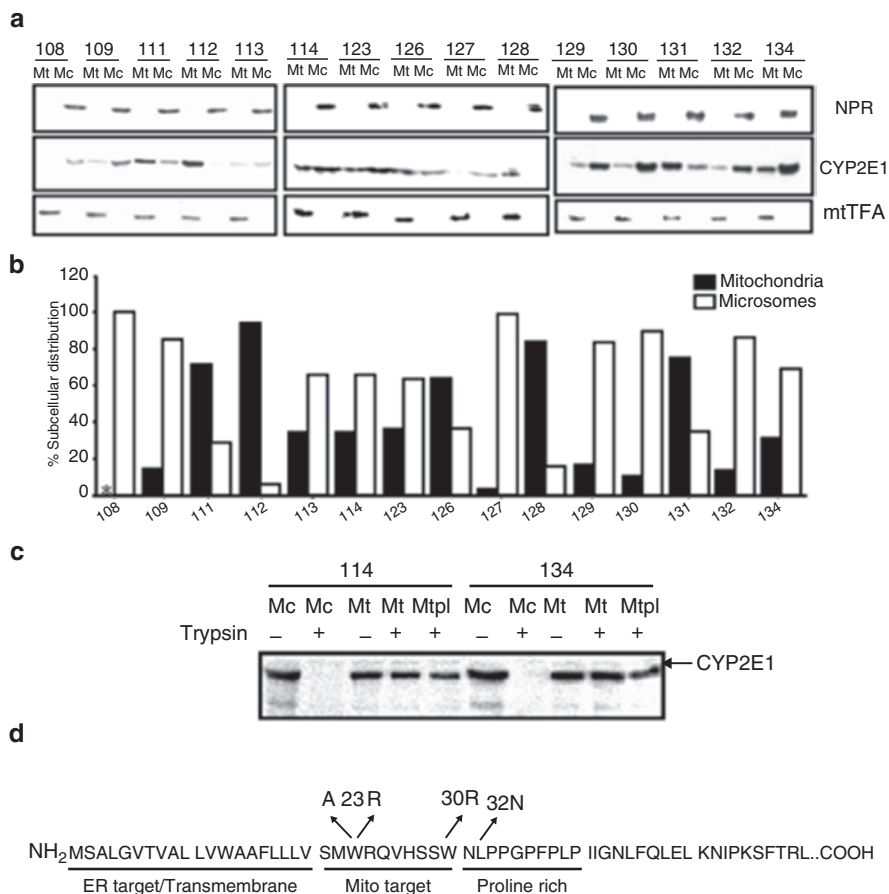 a
108 109 111 112 113 114 123 126 127 128 129 130 131 132 134
Mt Mc Mt Mc Mt Mc Mt Mc Mt Mc Mt Mc Mt Mc Mt Mc Mt Mc Mt Mc Mt Mc Mt Mc Mt Mc Mt Mc Mt Mc
NPR
CYP2E1
mtTFA
b
% Subcellular distribution
120
100
80
60
40
20
0
*
Mitochondria
Microsomes
108 109 111 112 113 114 123 126 127 128 129 130 131 132 134
c
114 134
Mc Mc Mt Mt Mtpl Mc Mc Mt Mt Mtpl
Trypsin – + – + + – + – + +
CYP2E1
d
A 23 R 30R 32N
NH2MSALGVTVAL LVWAAFLLLV SMWRQVHSSW NLPPGPFPLP IIGNLFQLEL KNIPKSFTRL..COOH
ER target/Transmembrane Mito target Proline rich